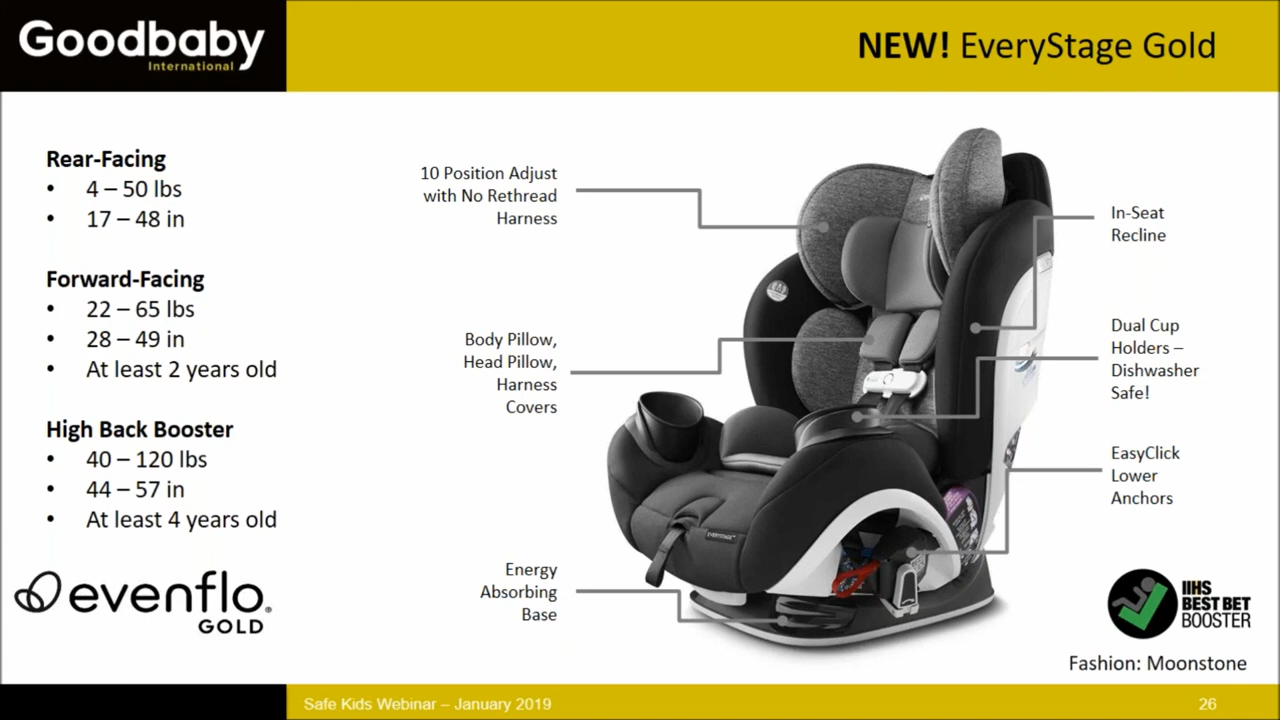 Goodbaby
International
NEW! EveryStage Gold
Rear-Facing
• 4 – 50 lbs
• 17 – 48 in
Forward-Facing
• 22 – 65 lbs
• 28 – 49 in
• At least 2 years old
High Back Booster
• 40 – 120 lbs
• 44 – 57 in
• At least 4 years old
evenflo®
GOLD
10 Position Adjust
with No Rethread
Harness
Body Pillow,
Head Pillow,
Harness
Covers
Energy
Absorbing
Base
EVERYSTAGE™
In-Seat
Recline
Dual Cup
Holders –
Dishwasher
Safe!
EasyClick
Lower
Anchors
IIHS
BEST BET
BOOSTER
Fashion: Moonstone
Safe Kids Webinar – January 2019
26